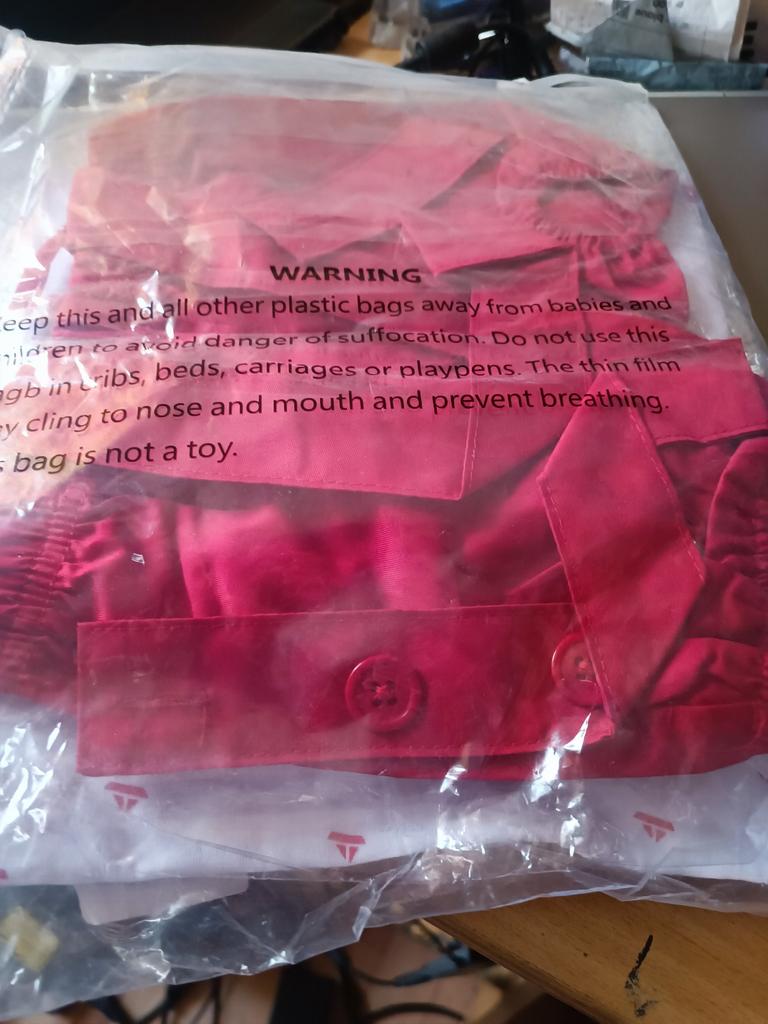 WARNING
eep this and all other plastic bags away from babies and
ildren to avoid danger of suffocation. Do not use this
agb in cribs, beds, carriages or playpens. The thin film
y cling to nose and mouth and prevent breathing.
s bag is not a toy.